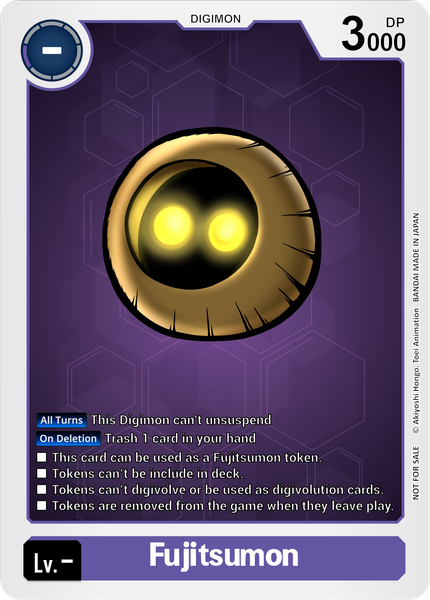 DIGIMON
-
DP
3000
All Turns This Digimon can't unsuspend
On Deletion Trash 1 card in your hand
■ This card can be used as a Fujitsumon token.
■ Tokens can't be include in deck.
■ Tokens can't digivolve or be used as digivolution cards.
■ Tokens are removed from the game when they leave play.
NOT FOR SALE © Akiyoshi Hongo. Toei Animation BANDAI MADE IN JAPAN
Lv.-
Fujitsumon